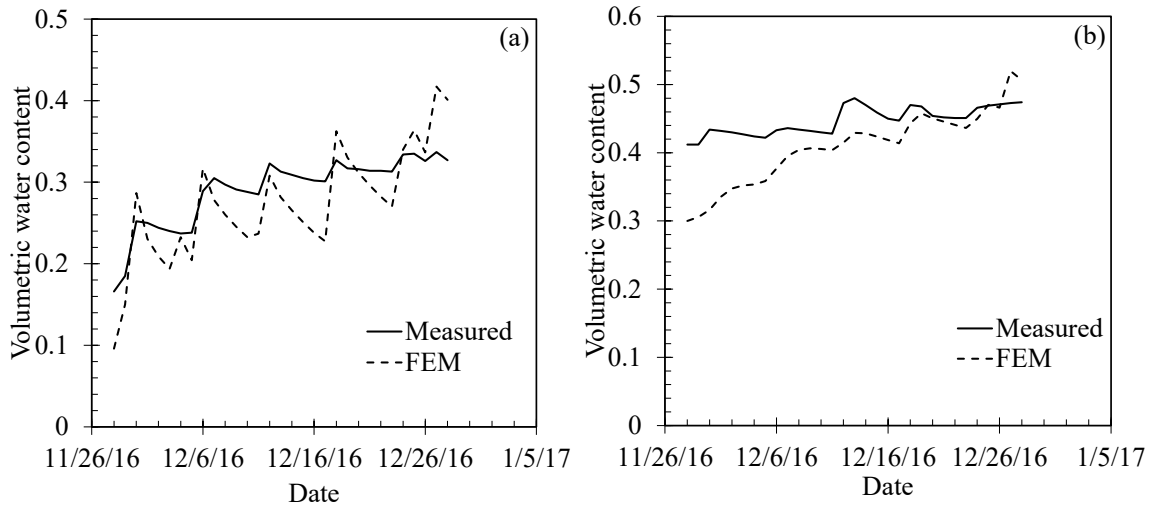 (a)
Volumetric water content
0.5
0.4
0.3
0.2
0.1
0
Measured
FEM
11/26/16 12/6/16 12/16/16 12/26/16 1/5/17
Date
(b)
Volumetric water content
0.6
0.5
0.4
0.3
0.2
0.1
0
Measured
FEM
11/26/16 12/6/16 12/16/16 12/26/16 1/5/17
Date